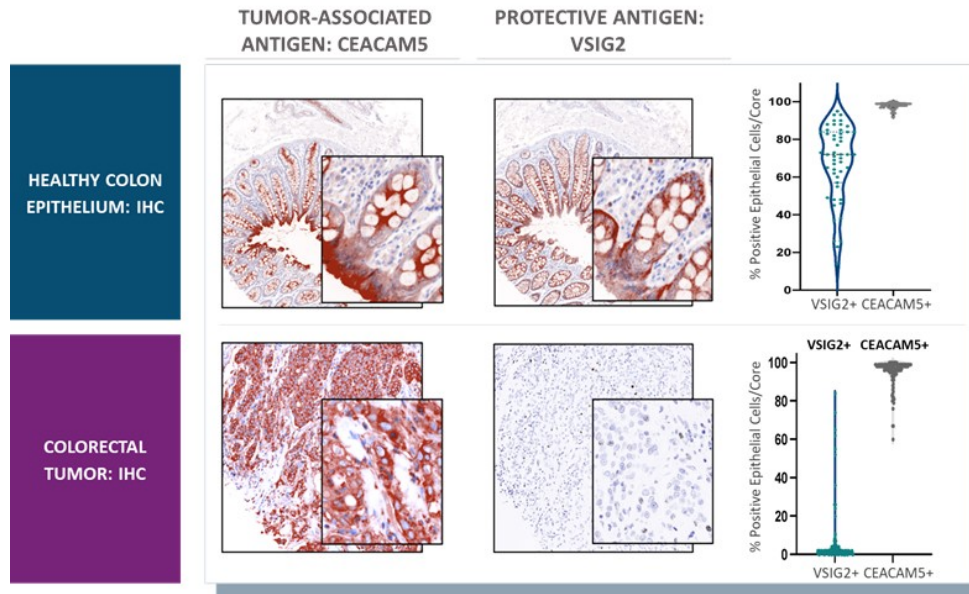 TUMOR-ASSOCIATED
ANTIGEN: CEACAM5
PROTECTIVE ANTIGEN:
VSIG2
HEALTHY COLON
EPITHELIUM: IHC
% Positive Epithelial Cells/Core
100
80
60
40
20
0
VSIG2+ CEACAM5+
COLORECTAL
TUMOR: IHC
VSIG2+ CEACAM5+
% Positive Epithelial Cells/Core
100
80
60
40
20
0
VSIG2+ CEACAM5+